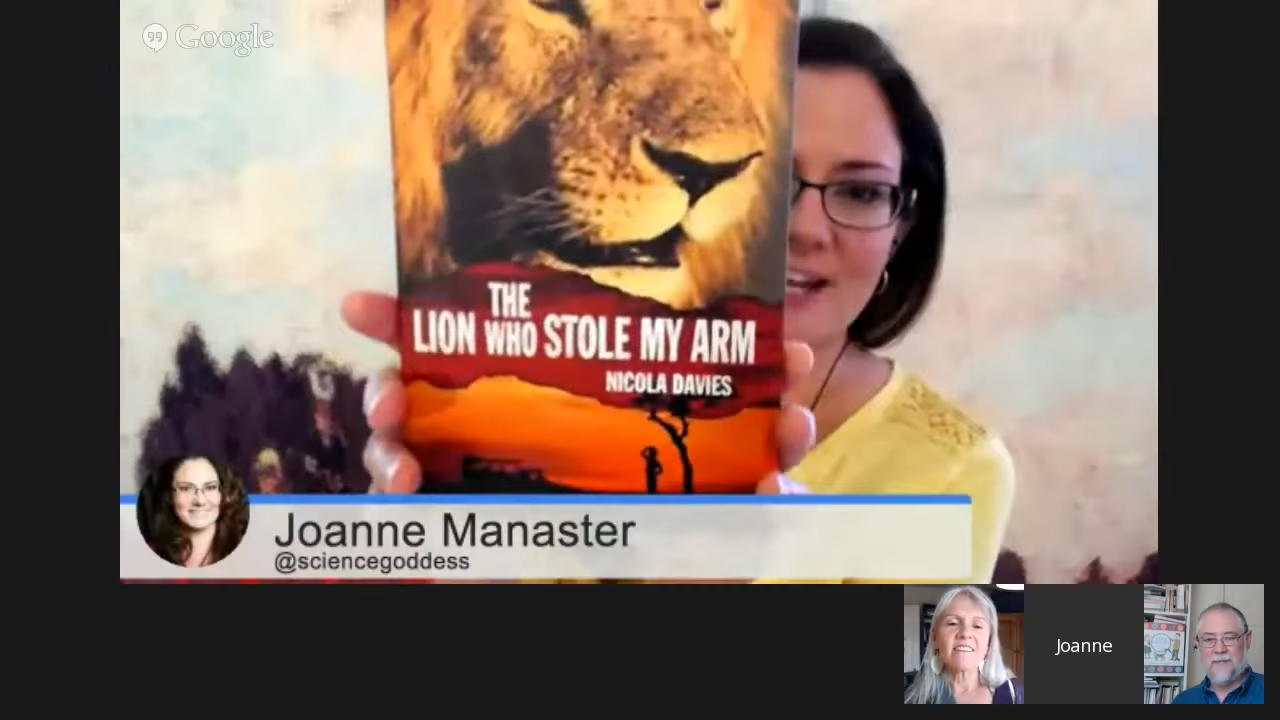 Google
THE
LION WHO STOLE MY ARM
NICOLA DAVIES
Joanne Manaster
@sciencegoddess
Joanne